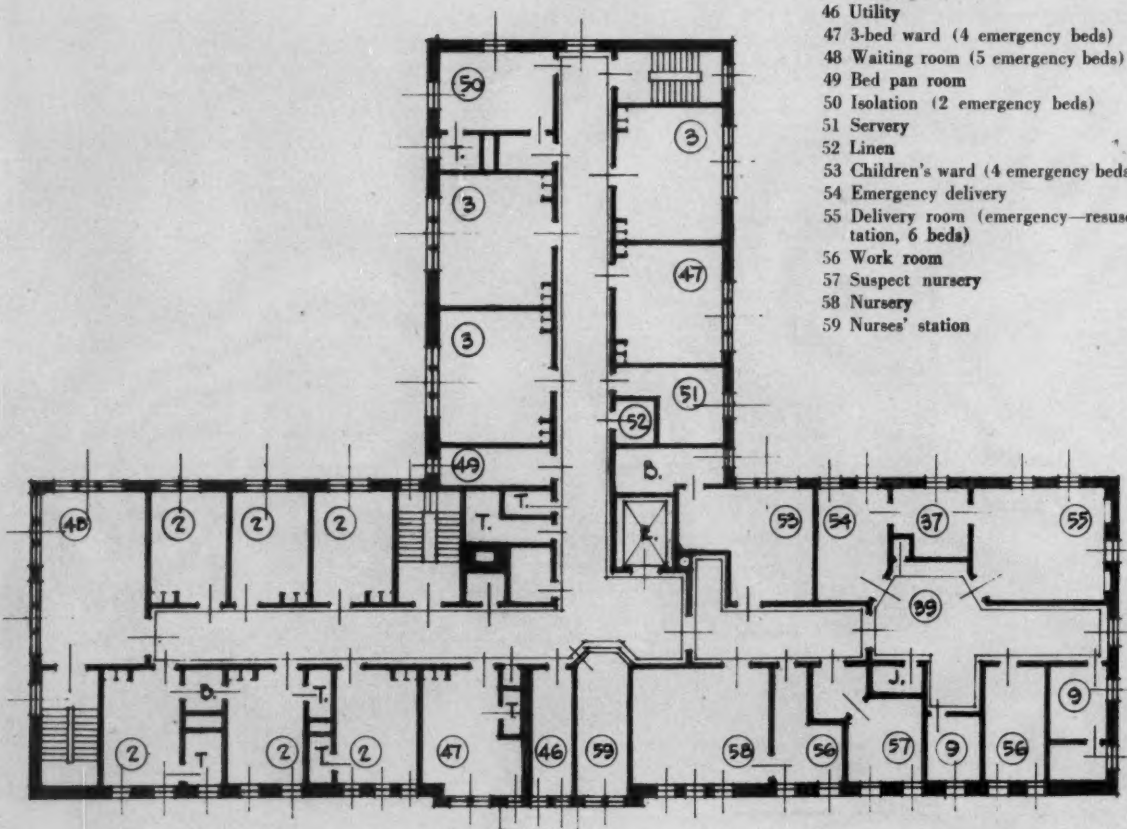 46 Utility
47 3-bed ward (4 emergency beds)
48 Waiting room (5 emergency beds)
49 Bed pan room
50 Isolation (2 emergency beds)
51 Servery
52 Linen
53 Children's ward (4 emergency beds
54 Emergency delivery
55 Delivery room (emergency—resusc
tation, 6 beds)
56 Work room
57 Suspect nursery
58 Nursery
59 Nurses' station
50
3
T.
3
47
3
51
52
49
B.
48
2
2
2
T.
T.
E.
53
54
37
55
39
B.
T.
J.
9
2
T
2
T.
2
47
T.
46
59
58
56
57
9
56